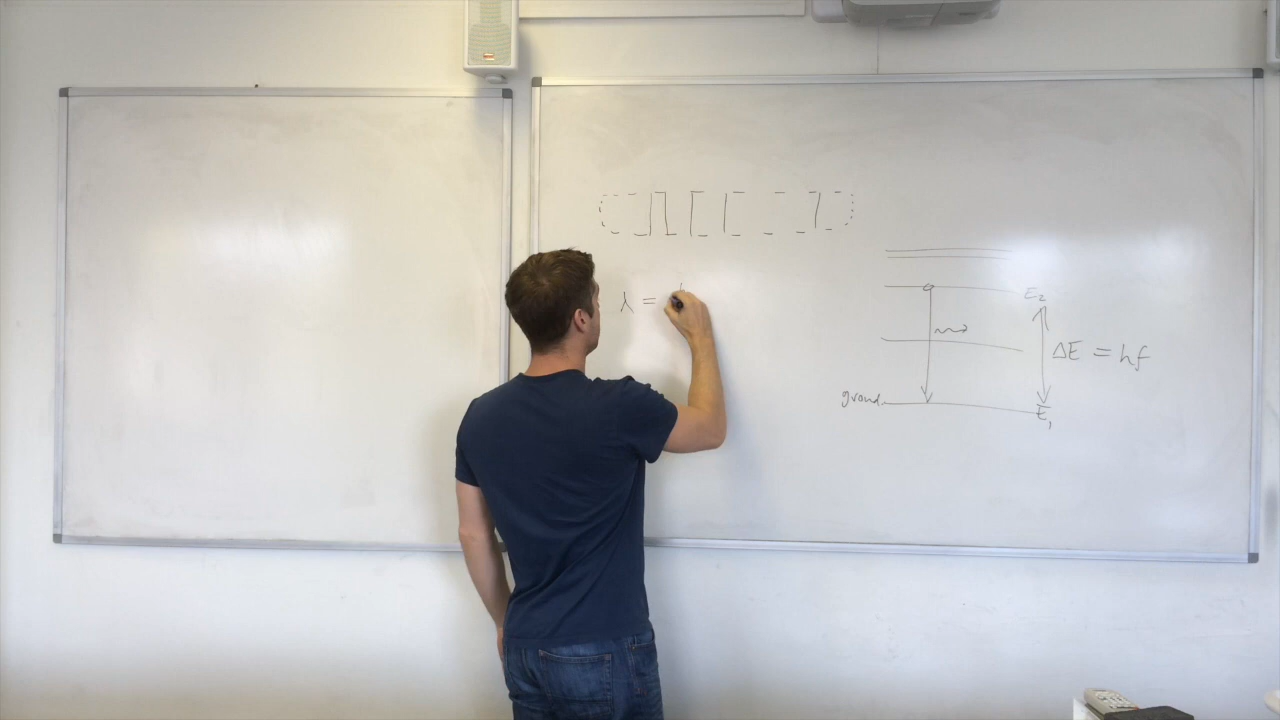 λ =
E₂
ΔE = hf
ground
E₁